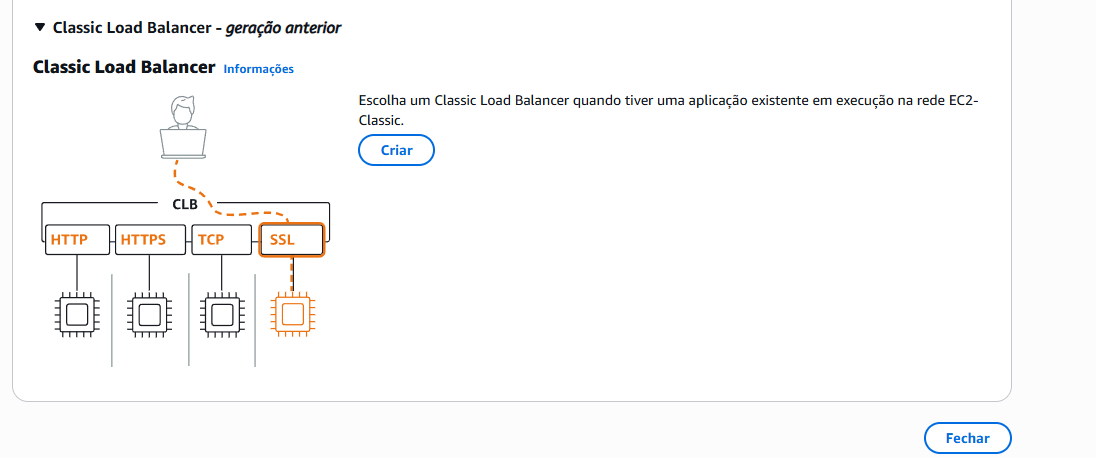 Classic Load Balancer - geração anterior
Classic Load Balancer Informações
Escolha um Classic Load Balancer quando tiver uma aplicação existente em execução na rede EC2-
Classic.
Criar
CLB
HTTP HTTPS TCP SSL
Fechar